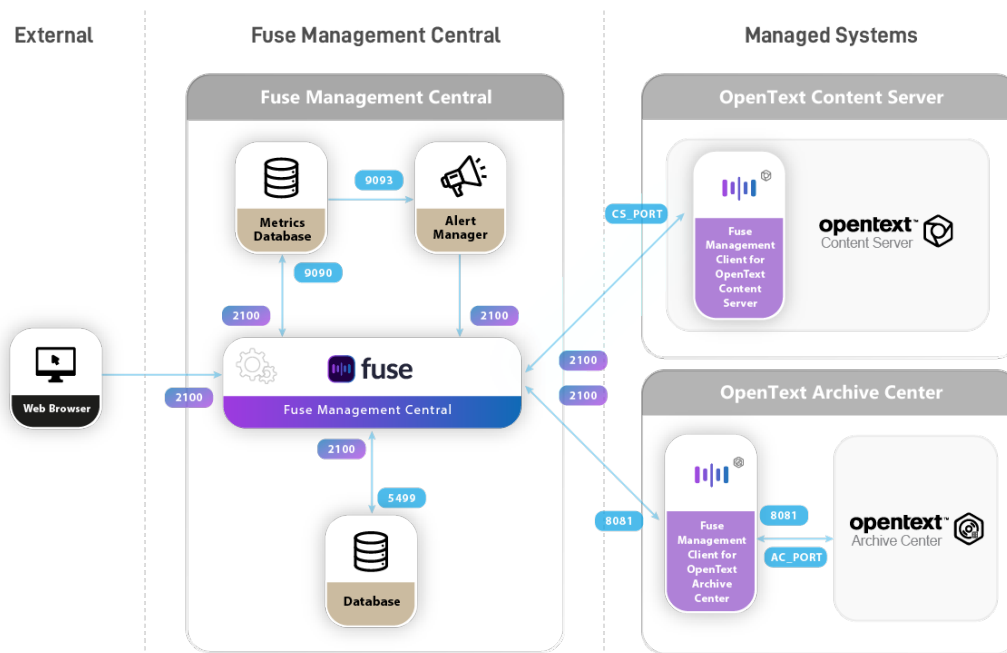 External
Fuse Management Central
Managed Systems
Fuse Management Central
OpenText Content Server
9093
Metrics
Database
Alert
Manager
9090
2100
2100
CS_PORT
Fuse
Management
Client for
OpenText
Content
Server
opentext™
Content Server
Web Browser
2100
fuse
Fuse Management Central
2100
2100
OpenText Archive Center
2100
5499
Database
8081
Fuse
Management
Client for
OpenText
Archive
Center
8081
AC_PORT
opentext™
Archive Center